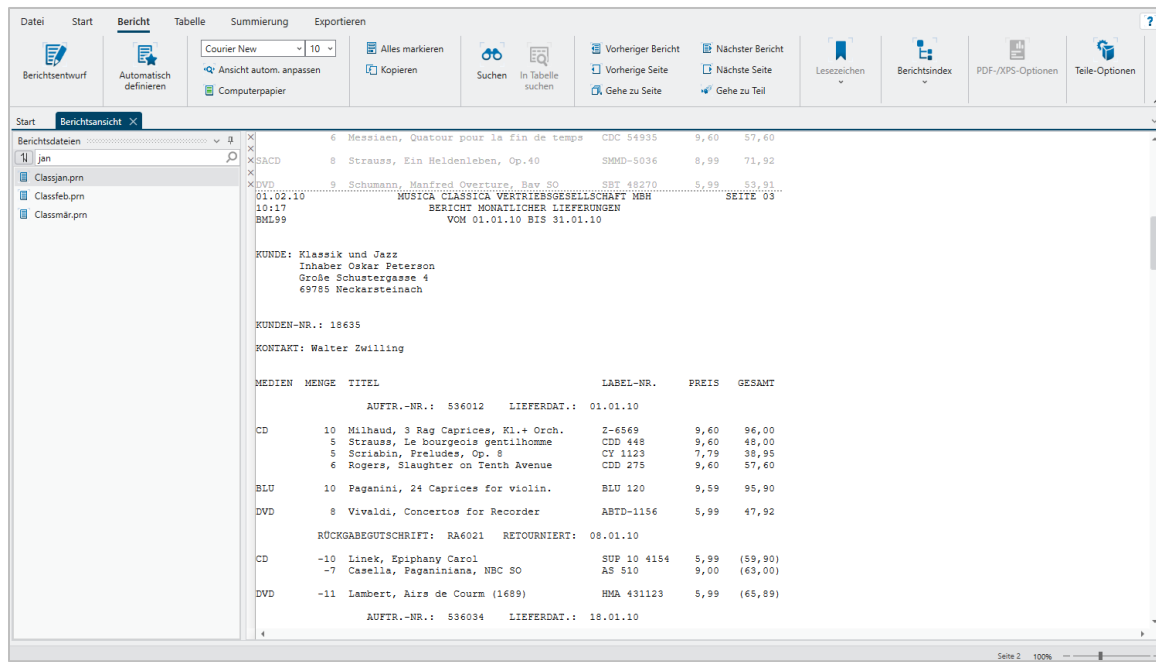 Datei Start Bericht Tabelle Summierung Exportieren ?
Berichtsentwurf
Automatisch definieren
Courier New 10
Ansicht autom. anpassen
Computerpapier
Alles markieren
Kopieren
Suchen
In Tabelle suchen
Vorheriger Bericht
Vorherige Seite
Gehe zu Seite
Nächster Bericht
Nächste Seite
Gehe zu Teil
Lesezeichen
Berichtsindex
PDF-/XPS-Optionen
Teile-Optionen
Start Berichtsansicht
Berichtsdateien
jan
Classjan.prn
Classfeb.prn
Classmär.prn
6 Messiaen, Quatour pour la fin de temps CDC 54935 9,60 57,60
SACD 8 Strauss, Ein Heldenleben, Op.40 SMMD-5036 8,99 71,92
DVD 9 Schumann, Manfred Overture, Bav SO SBT 48270 5,99 53,91
01.02.10 MUSICA CLASSICA VERTRIEBSGESELLSCHAFT MBH SEITE 03
10:17 BERICHT MONATLICHER LIEFERUNGEN
BML99 VOM 01.01.10 BIS 31.01.10
KUNDE: Klassik und Jazz
Inhaber Oskar Peterson
Große Schustergasse 4
69785 Neckarsteinach
KUNDEN-NR.: 18635
KONTAKT: Walter Zwilling
MEDIEN MENGE TITEL LABEL-NR. PREIS GESAMT
AUFTR.-NR.: 536012 LIEFERDAT.: 01.01.10
CD 10 Milhaud, 3 Rag Caprices, Kl.+ Orch. Z-6569 9,60 96,00
5 Strauss, Le bourgeois gentilhomme CDD 448 9,60 48,00
5 Scriabin, Preludes, Op. 8 CY 1123 7,79 38,95
6 Rogers, Slaughter on Tenth Avenue CDD 275 9,60 57,60
BLU 10 Paganini, 24 Caprices for violin. BLU 120 9,59 95,90
DVD 8 Vivaldi, Concertos for Recorder ABTD-1156 5,99 47,92
RÜCKGABEGUTSCHRIFT: RA6021 RETOURNIERT: 08.01.10
CD -10 Linek, Epiphany Carol SUP 10 4154 5,99 (59,90)
-7 Casella, Paganiniana, NBC SO AS 510 9,00 (63,00)
DVD -11 Lambert, Airs de Courm (1689) HMA 431123 5,99 (65,89)
AUFTR.-NR.: 536034 LIEFERDAT.: 18.01.10
Seite 2 100%